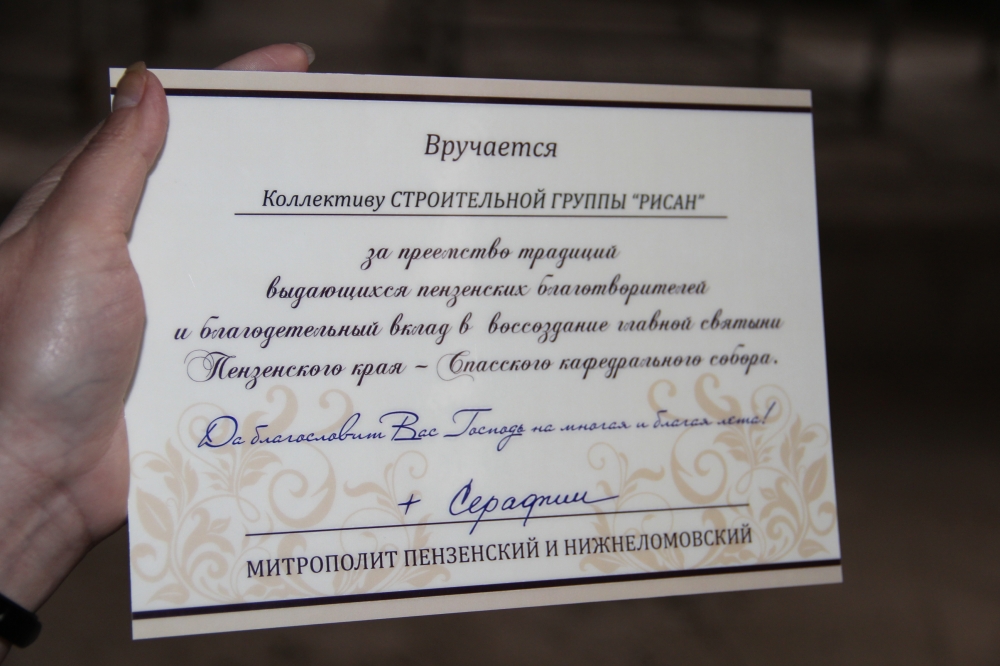 Вручается
Коллективу СТРОИТЕЛЬНОЙ ГРУППЫ "РИСАН"
за преемство традиций
выдающихся пензенских благотворителей
и благодетельный вклад в воссоздание главной святыни
Пензенского края ~ Спасского кафедрального собора.
Да благословит Вас Господь на многая и благая лета!
+ Серафим
МИТРОПОЛИТ ПЕНЗЕНСКИЙ И НИЖНЕЛОМОВСКИЙ